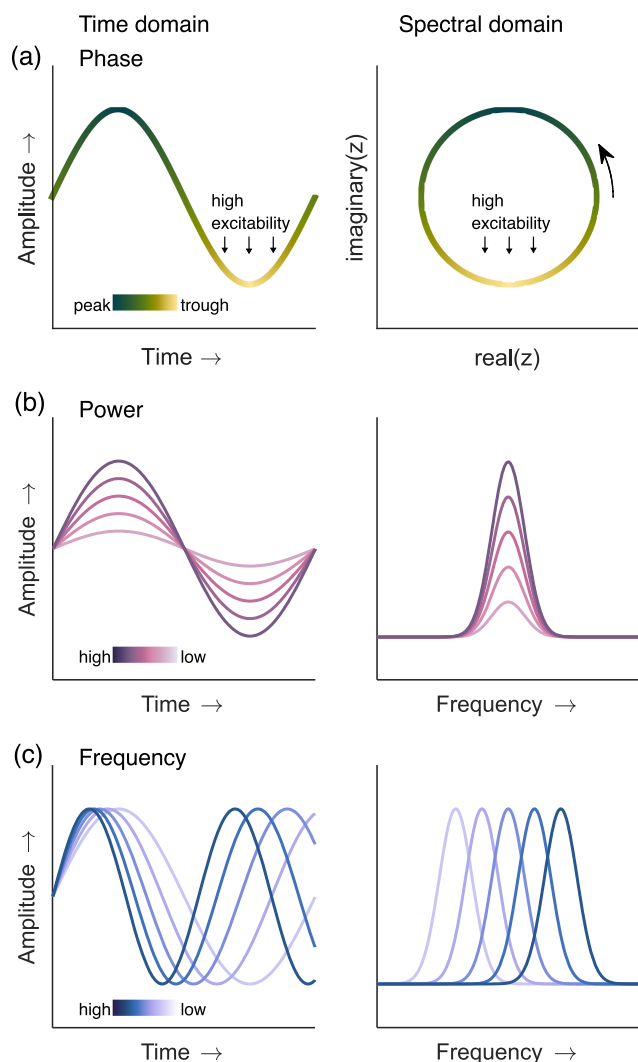 Time domain
Spectral domain
(a) Phase
Amplitude →
high
excitability
↓ ↓ ↓
peak trough
Time →
imaginary(z)
high
excitability
↓ ↓ ↓
real(z)
(b) Power
Amplitude →
high low
Time →
Frequency →
(c) Frequency
Amplitude →
high low
Time →
Frequency →